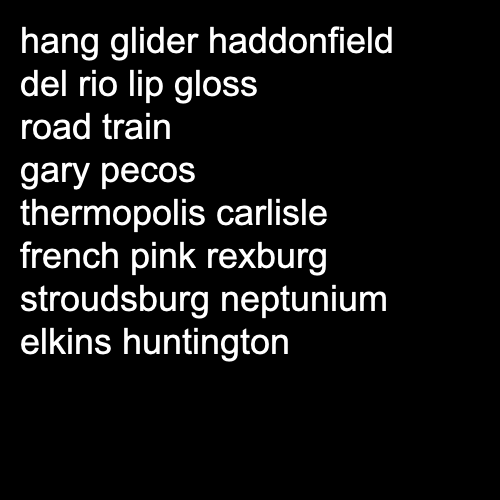 hang glider haddonfield
del rio lip gloss
road train
gary pecos
thermopolis carlisle
french pink rexburg
stroudsburg neptunium
elkins huntington